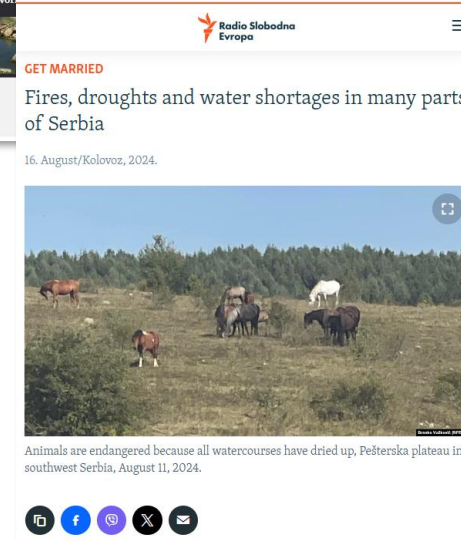 Radio Slobodna
Evropa
GET MARRIED
Fires, droughts and water shortages in many parts
of Serbia
16. August/Kolovoz, 2024.
Animals are endangered because all watercourses have dried up, Pešterska plateau in
southwest Serbia, August 11, 2024.